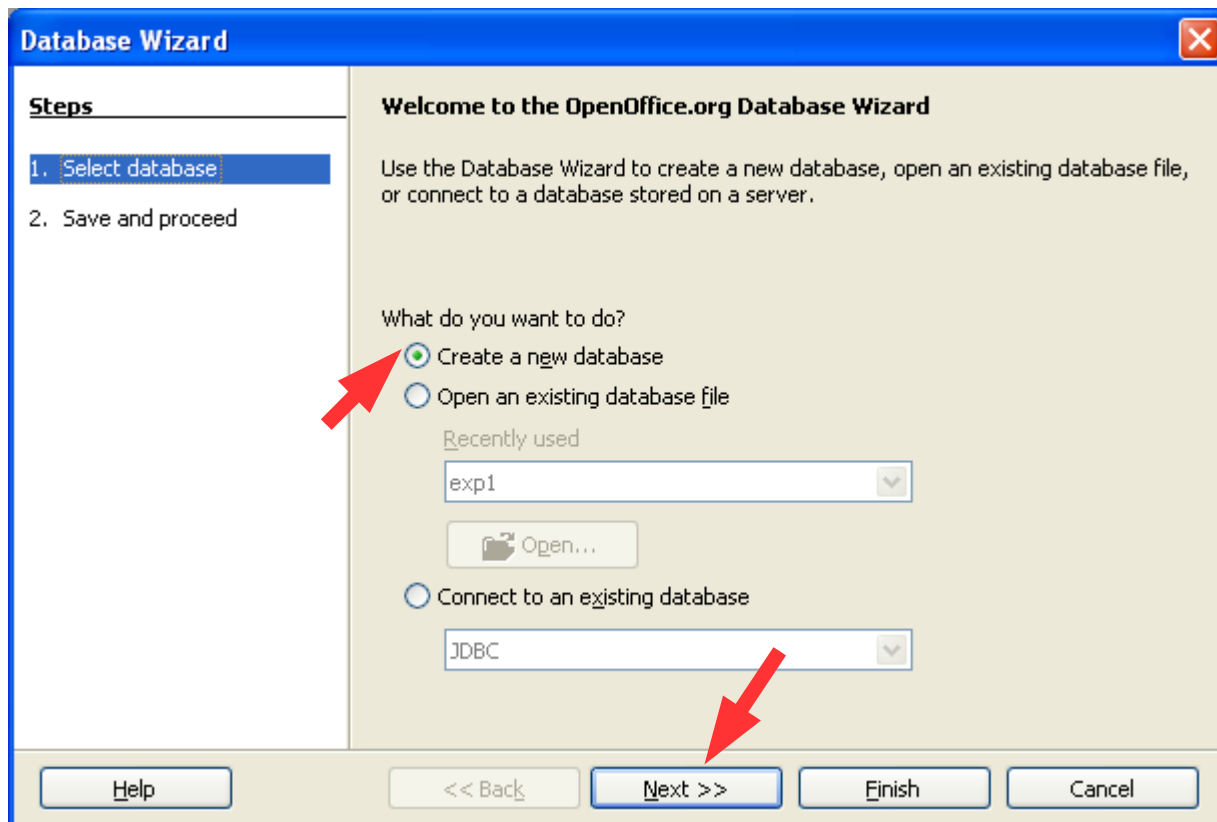 Database Wizard
Steps
1. Select database
2. Save and proceed
Welcome to the OpenOffice.org Database Wizard
Use the Database Wizard to create a new database, open an existing database file,
or connect to a database stored on a server.
What do you want to do?
Create a new database
Open an existing database file
Recently used
exp1
Open...
Connect to an existing database
JDBC
Help
<< Back
Next >>
Finish
Cancel